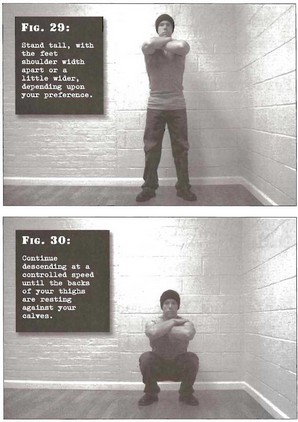 FIG. 29:
Stand tall, with
the feet
shoulder width
apart or a
little wider,
depending upon
your preference.
FIG. 30:
Continue
descending at a
controlled speed
until the backs
of your thighs
are resting
against your
calves.